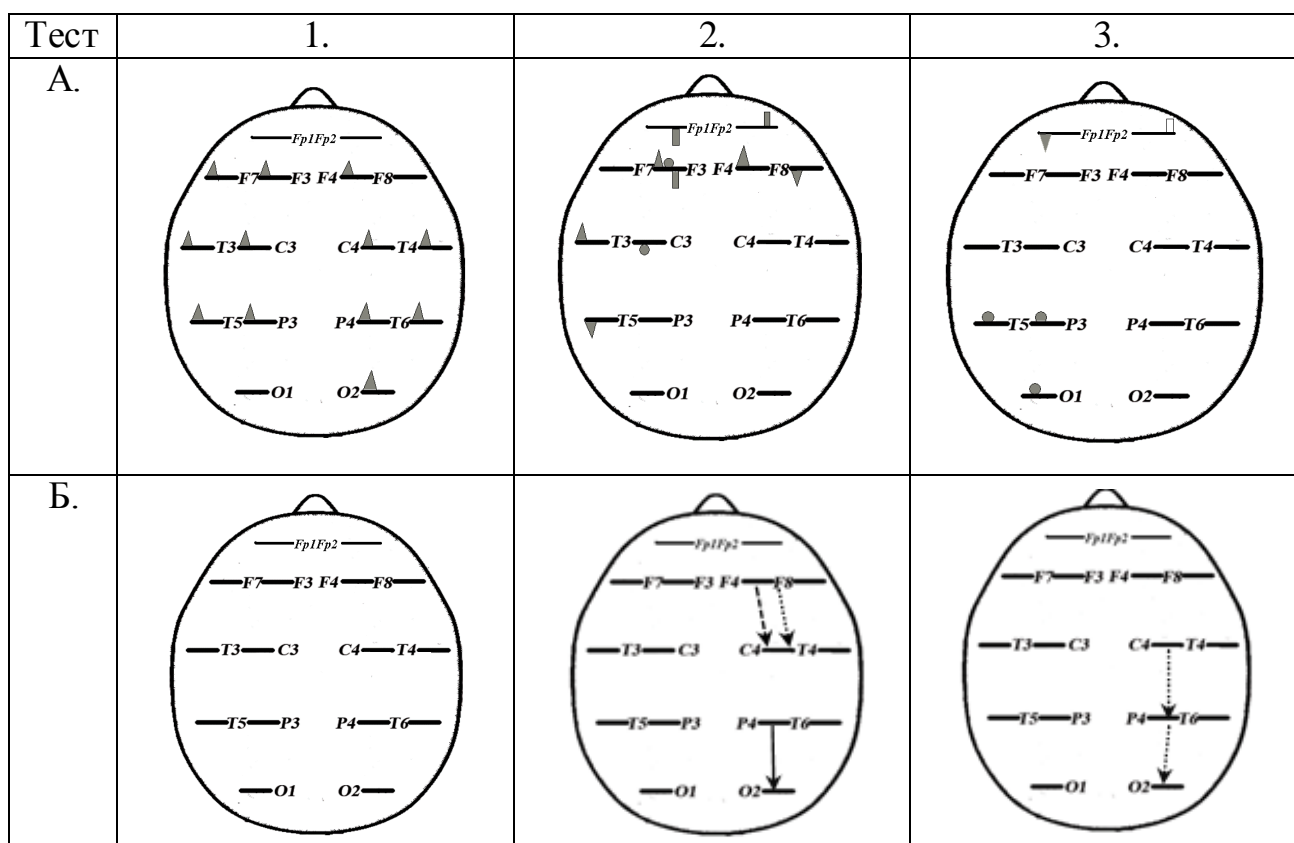 Тест 1. 2. 3.
А.
Fp1Fp2 Fp1Fp2 Fp1Fp2
F7 F3 F4 F8 F7 F3 F4 F8 F7 F3 F4 F8
T3 C3 C4 T4 T3 C3 C4 T4 T3 C3 C4 T4
T5 P3 P4 T6 T5 P3 P4 T6 T5 P3 P4 T6
O1 O2 O1 O2 O1 O2
Б.
Fp1Fp2 Fp1Fp2 Fp1Fp2
F7 F3 F4 F8 F7 F3 F4 F8 F7 F3 F4 F8
T3 C3 C4 T4 T3 C3 C4 T4 T3 C3 C4 T4
T5 P3 P4 T6 T5 P3 P4 T6 T5 P3 P4 T6
O1 O2 O1 O2 O1 O2